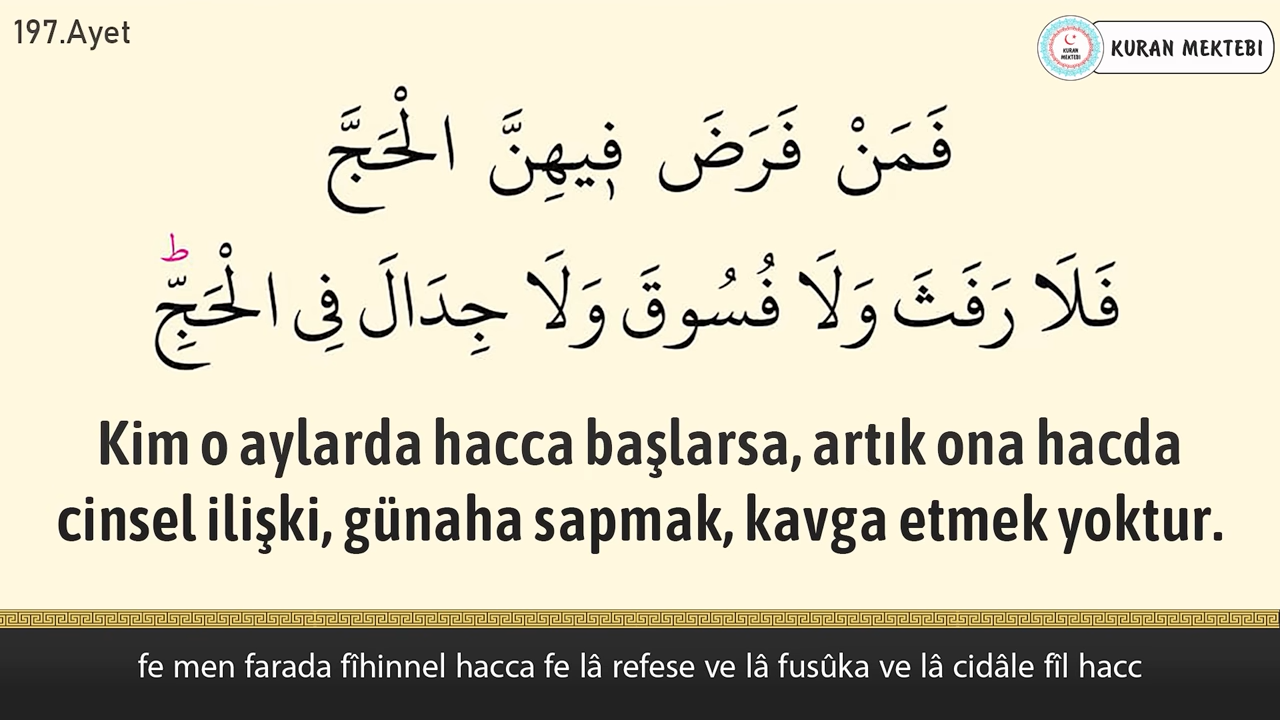 197.Ayet
KURAN MEKTEBI
KURAN
MEKTEBİ
فَمَنْ فَرَضَ ف۪يهِنَّ الْحَجَّ
فَلَا رَفَثَ وَلَا فُسُوقَ وَلَا جِدَالَ فِى الْحَجِّۜ ط
Kim o aylarda hacca başlarsa, artık ona hacda
cinsel ilişki, günaha sapmak, kavga etmek yoktur.
fe men farada fîhinnel hacca fe lâ refese ve lâ fusûka ve lâ cidâle fîl hacc